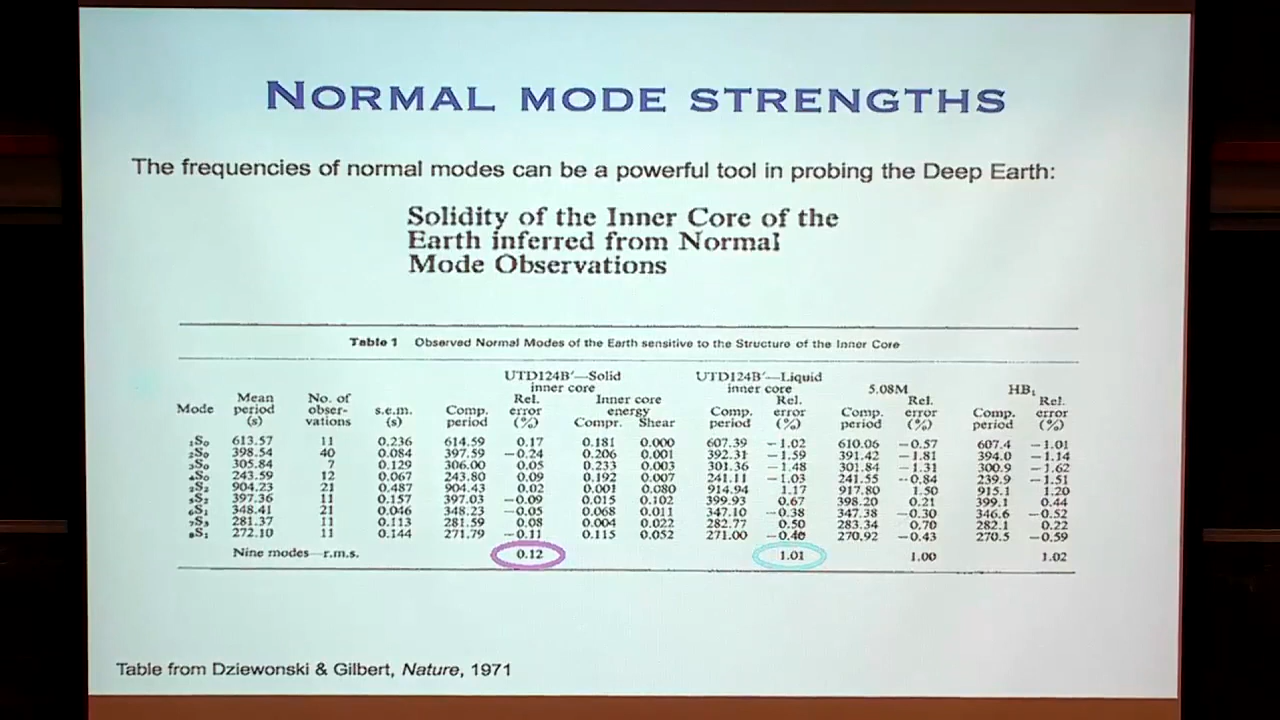 NORMAL MODE STRENGTHS
The frequencies of normal modes can be a powerful tool in probing the Deep Earth:
Solidity of the Inner Core of the
Earth inferred from Normal
Mode Observations
Table 1 Observed Normal Modes of the Earth sensitive to the Structure of the Inner Core
UTD124B'—Solid UTD124B'—Liquid
inner core inner core 5.08M HB₁
Mean No. of Rel. Inner core Rel. Rel. Rel.
Mode period obser- s.e.m. Comp. error energy Comp. error Comp. error Comp. error
(s) vations (s) period (%) Compr. Shear period (%) period (%) period (%)
₁S₀ 613.57 11 0.236 614.59 0.17 0.181 0.000 607.39 −1.02 610.06 −0.57 607.4 −1.01
₂S₀ 398.54 40 0.084 397.59 −0.24 0.206 0.001 392.31 −1.59 391.42 −1.81 394.0 −1.14
₃S₀ 305.84 7 0.129 306.00 0.05 0.233 0.003 301.36 −1.48 301.84 −1.31 300.9 −1.62
₄S₀ 243.59 12 0.067 243.80 0.09 0.192 0.007 241.11 −1.03 241.55 −0.84 239.9 −1.51
904.23 21 0.487 904.43 0.02 0.001 0.080 914.94 1.17 917.80 1.50 915.1 1.20
397.36 11 0.157 397.03 −0.09 0.015 0.102 399.93 0.67 398.20 0.21 399.1 0.44
348.41 21 0.046 348.23 −0.05 0.068 0.011 347.10 −0.38 347.38 −0.30 346.6 −0.52
281.37 11 0.113 281.59 0.08 0.004 0.022 282.77 0.50 283.34 0.70 282.1 0.22
272.10 11 0.144 271.79 −0.11 0.115 0.052 271.00 −0.40 270.92 −0.43 270.5 −0.59
Nine modes—r.m.s. 0.12 1.01 1.00 1.02
Table from Dziewonski & Gilbert, Nature, 1971